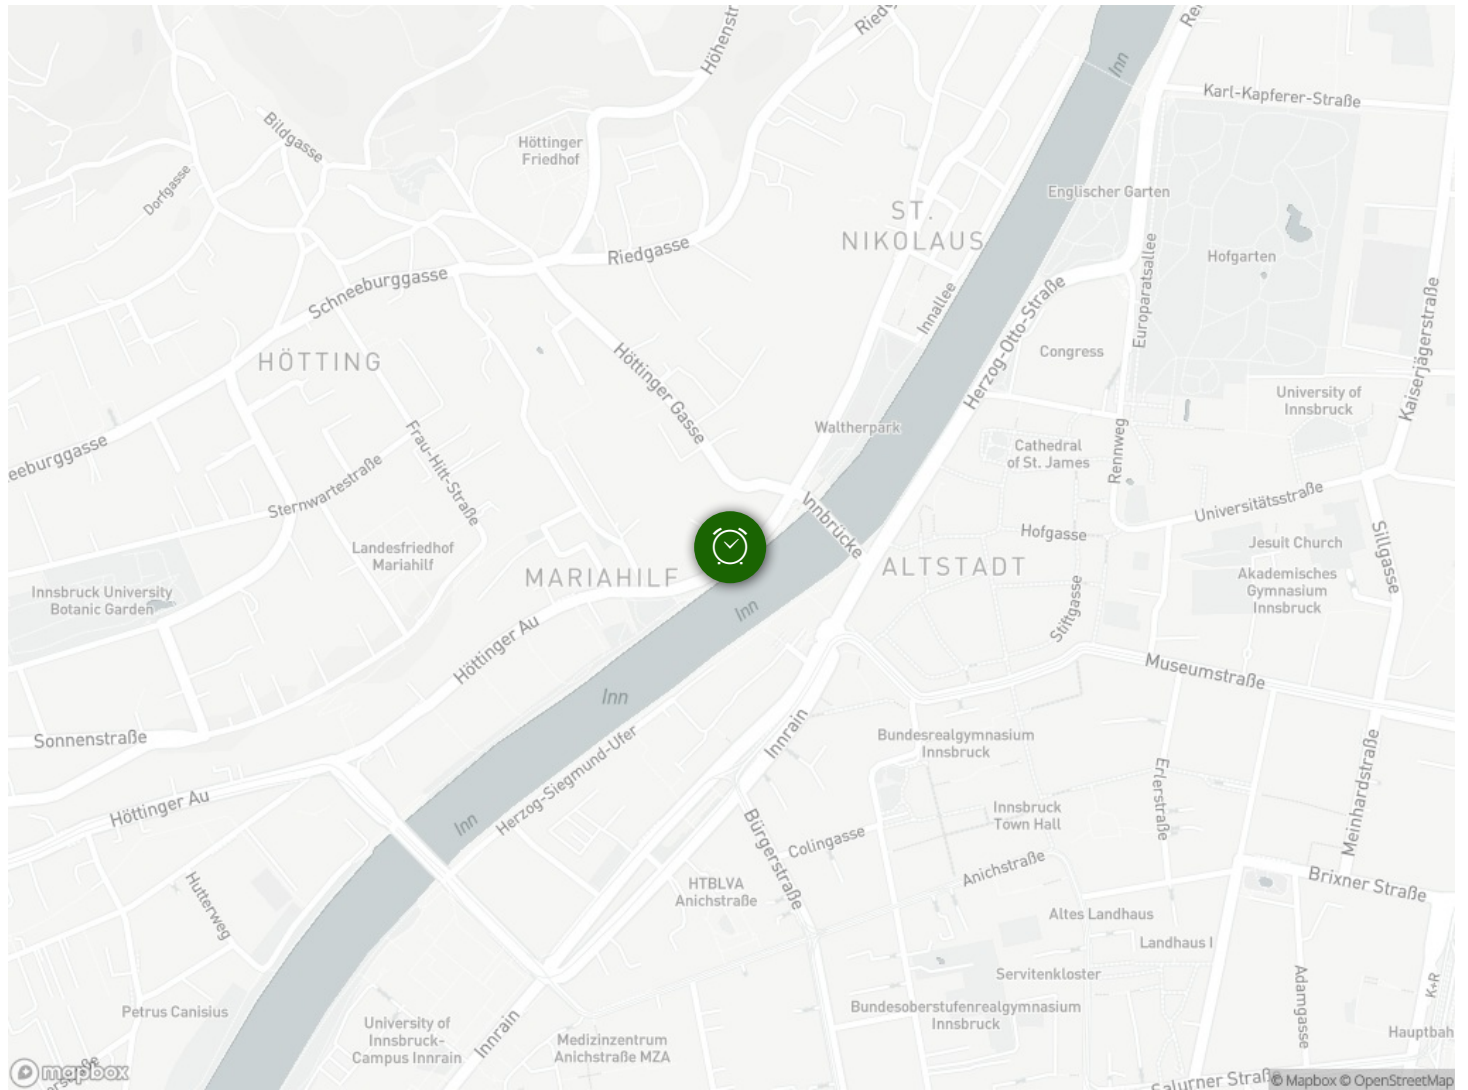 Inn
Riedg
Höhenstr
Karl-Kapferer-Straße
Bildgasse
Höttinger
Friedhof
Dorfgasse
Englischer Garten
ST.
NIKOLAUS
Riedgasse
Hofgarten
Schneeburggasse
Innallee
Herzog-Otto-Straße
Europaratsallee
Kaiserjägerstraße
HÖTTING
Höttinger Gasse
Congress
University of
Innsbruck
Waltherpark
Cathedral
of St. James
Rennweg
eeburggasse
Frau-Hitt-Straße
Sternwartestraße
Universitätsstraße
Innbrücke
Hofgasse
Jesuit Church
Sillgasse
Landesfriedhof
Mariahilf
MARIAHILF
ALTSTADT
Akademisches
Gymnasium
Innsbruck
Innsbruck University
Botanic Garden
Inn
Stiftgasse
Höttinger Au
Museumstraße
Inn
Sonnenstraße
Innrain
Bundesrealgymnasium
Innsbruck
Herzog-Siegmund-Ufer
Meinhardstraße
Erlerstraße
Höttinger Au
Inn
Innsbruck
Town Hall
Bürgerstraße
Colingasse
Anichstraße
HTBLVA
Anichstraße
Brixner Straße
Hutterweg
Altes Landhaus
Landhaus I
Servitenkloster
Adamgasse
K+R
Petrus Canisius
Bundesoberstufenrealgymnasium
Innsbruck
University of
Innsbruck-
Campus Innrain
Innrain
Medizinzentrum
Anichstraße MZA
Hauptbah
mapbox
Salurner Straß
© Mapbox © OpenStreetMap